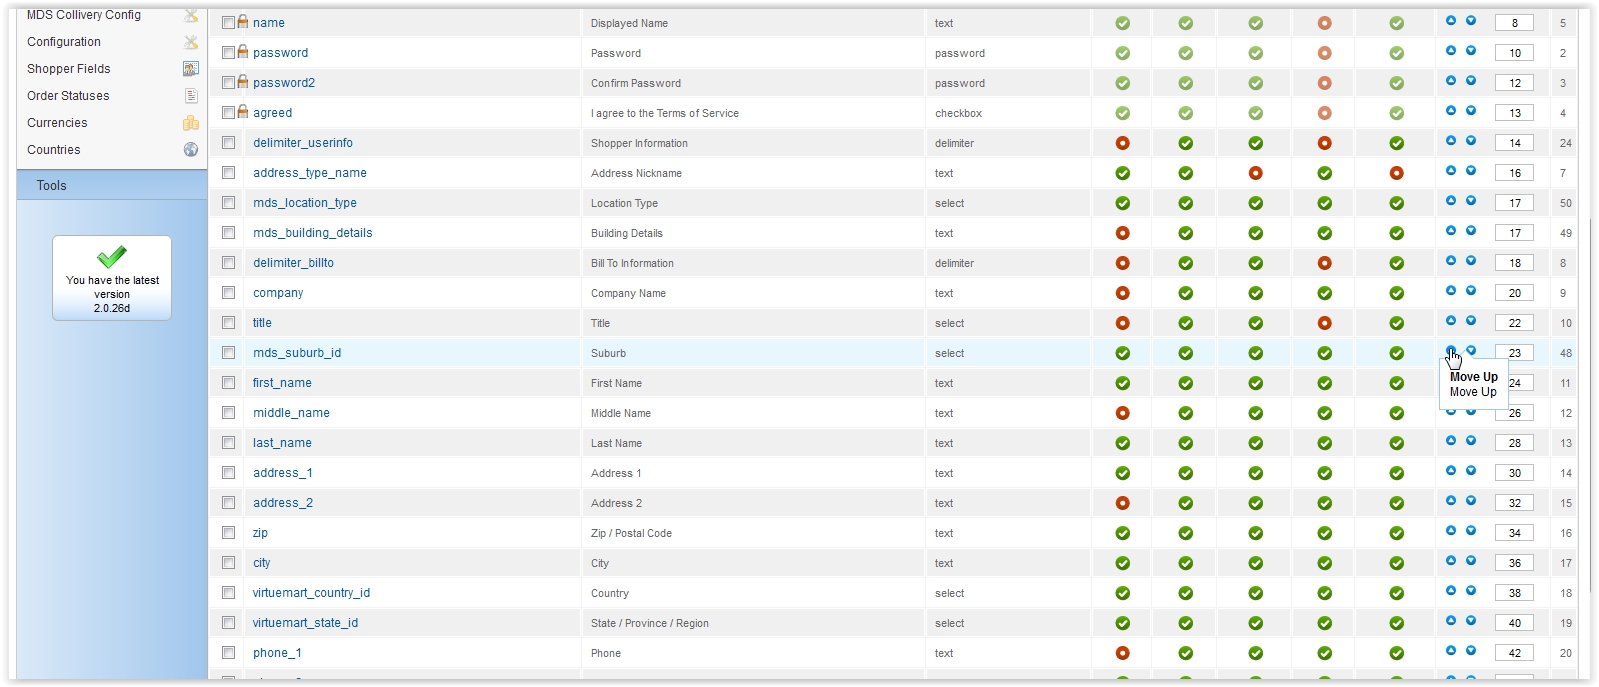 MDS Collivery Config
Configuration
Shopper Fields
Order Statuses
Currencies
Countries
Tools
You have the latest
version
2.0.26d
name Displayed Name text 8 5
password Password password 10 2
password2 Confirm Password password 12 3
agreed I agree to the Terms of Service checkbox 13 4
delimiter_userinfo Shopper Information delimiter 14 24
address_type_name Address Nickname text 16 7
mds_location_type Location Type select 17 50
mds_building_details Building Details text 17 49
delimiter_billto Bill To Information delimiter 18 8
company Company Name text 20 9
title Title select 22 10
mds_suburb_id Suburb select 23 48
first_name First Name text 24 11
Move Up
Move Up
middle_name Middle Name text 26 12
last_name Last Name text 28 13
address_1 Address 1 text 30 14
address_2 Address 2 text 32 15
zip Zip / Postal Code text 34 16
city City text 36 17
virtuemart_country_id Country select 38 18
virtuemart_state_id State / Province / Region select 40 19
phone_1 Phone text 42 20